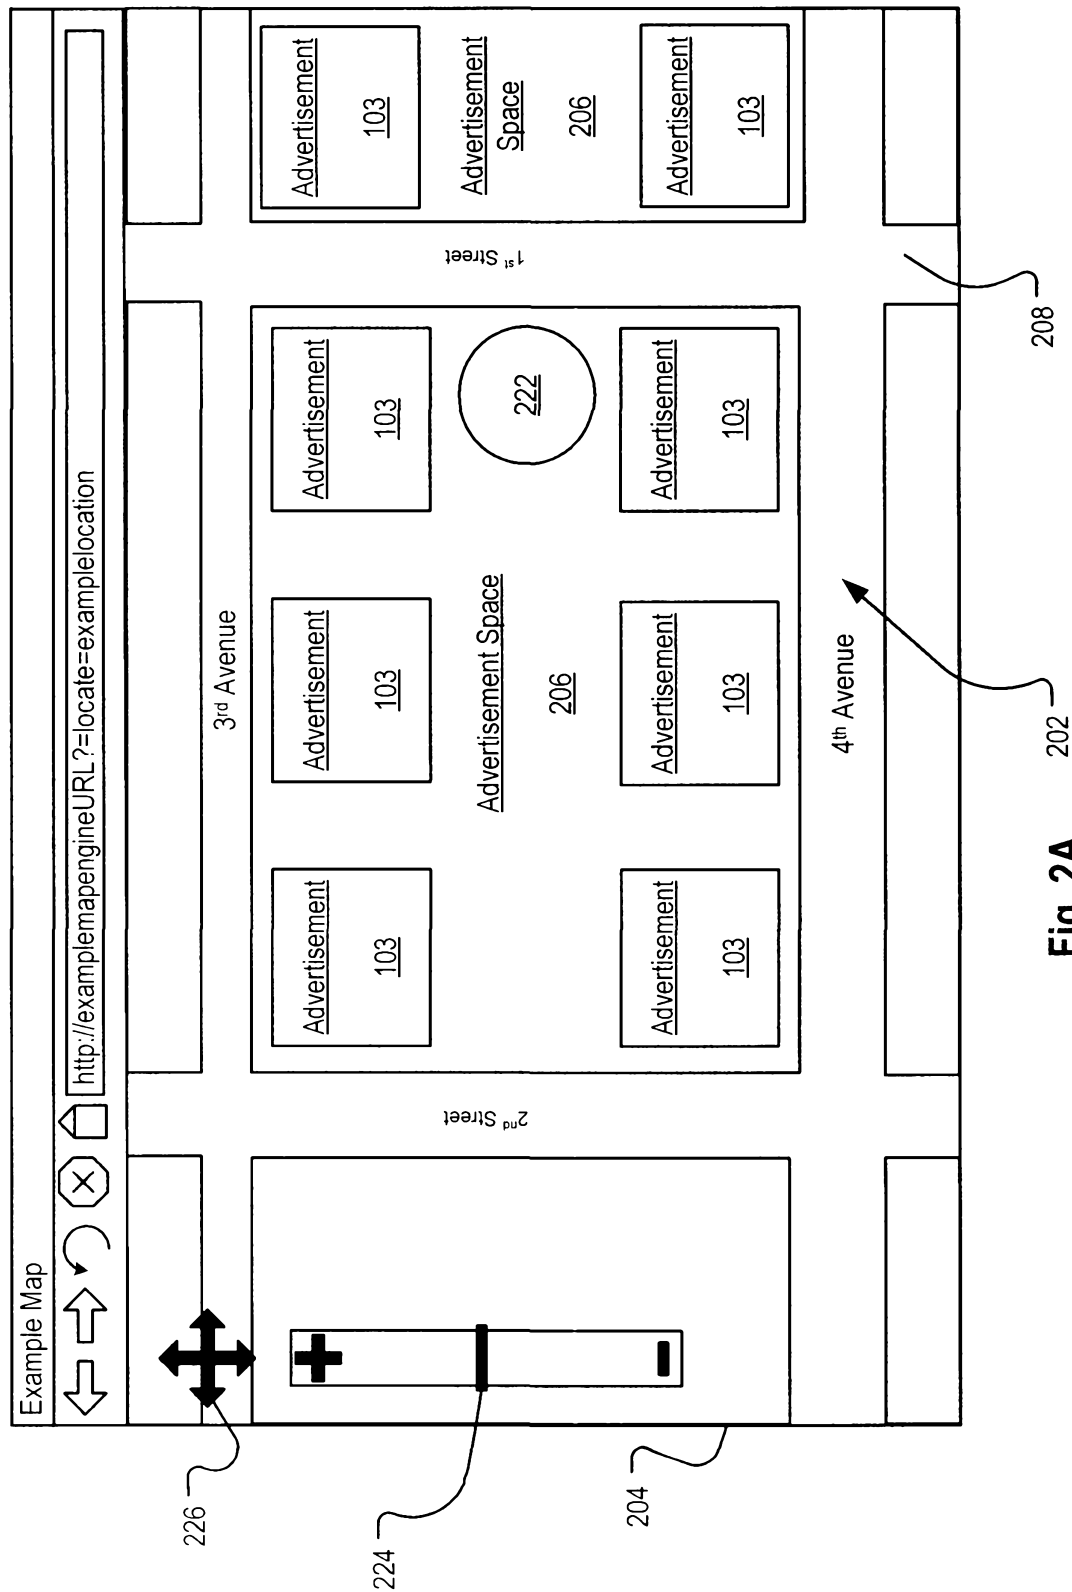 Example Map
http://examplemapengineURL?=locate=examplelocation
226
3rd Avenue
224
204
2nd Street
Advertisement
103
Advertisement
103
Advertisement
103
Advertisement Space
206
222
Advertisement
103
Advertisement
103
Advertisement
103
1st Street
Advertisement
103
Advertisement
Space
206
Advertisement
103
4th Avenue
202
208
Fig. 2A